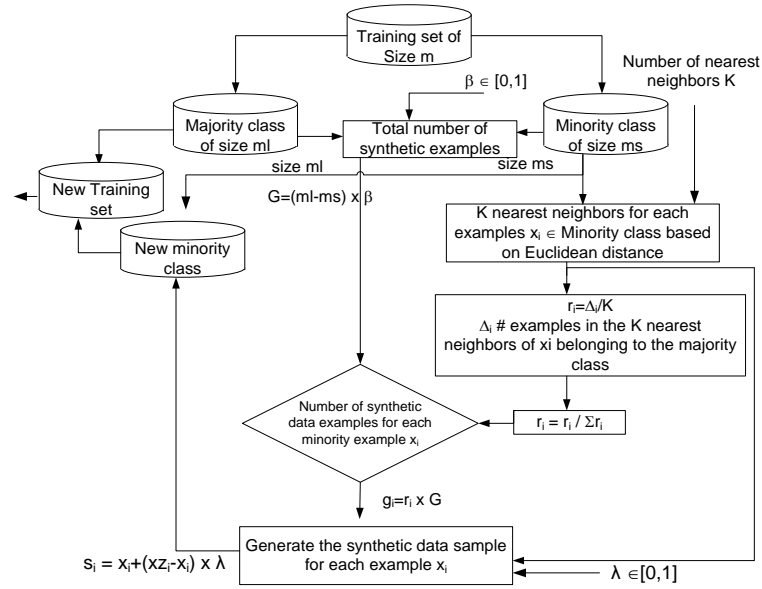 Training set of
Size m
Number of nearest
neighbors K
β ∈ [0,1]
Majority class
of size ml
Total number of
synthetic examples
Minority class
of size ms
size ml
size ms
New Training
set
G=(ml-ms) x β
K nearest neighbors for each
examples xᵢ ∈ Minority class based
on Euclidean distance
New minority
class
rᵢ=Δᵢ/K
Δᵢ # examples in the K nearest
neighbors of xi belonging to the majority
class
Number of synthetic
data examples for each
minority example xᵢ
rᵢ = rᵢ / Σrᵢ
gᵢ=rᵢ x G
Generate the synthetic data sample
for each example xᵢ
sᵢ = xᵢ+(xzᵢ-xᵢ) x λ
λ ∈[0,1]